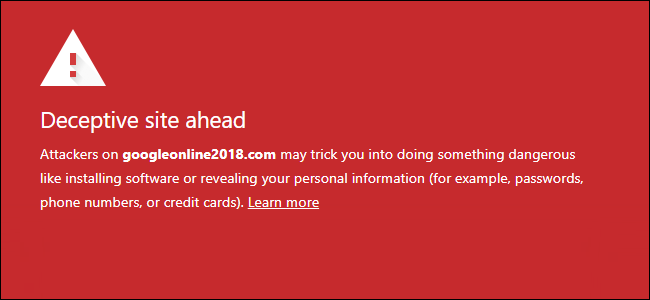 Deceptive site ahead
Attackers on googleonline2018.com may trick you into doing something dangerous
like installing software or revealing your personal information (for example, passwords,
phone numbers, or credit cards). Learn more